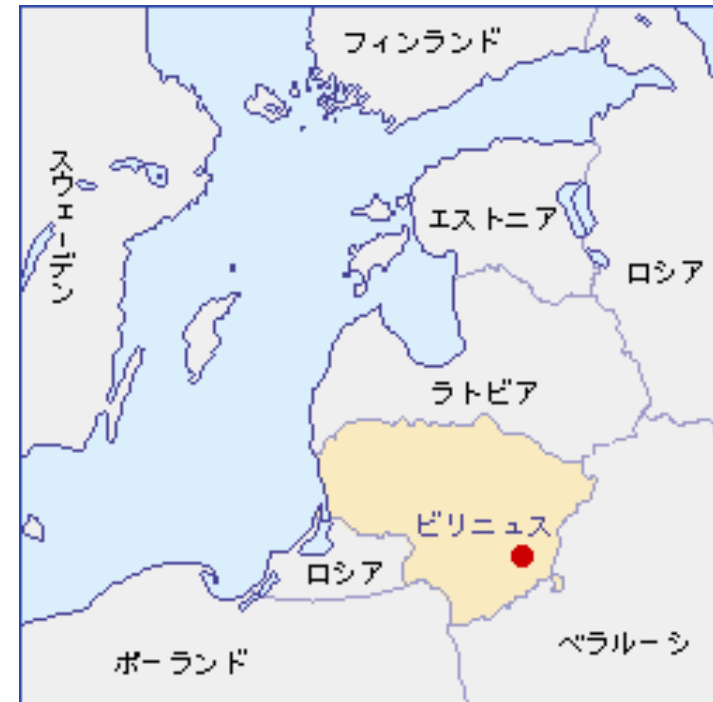 フィンランド
スウェーデン
エストニア
ロシア
ラトビア
ビリニュス
ロシア
ベラルーシ
ポーランド